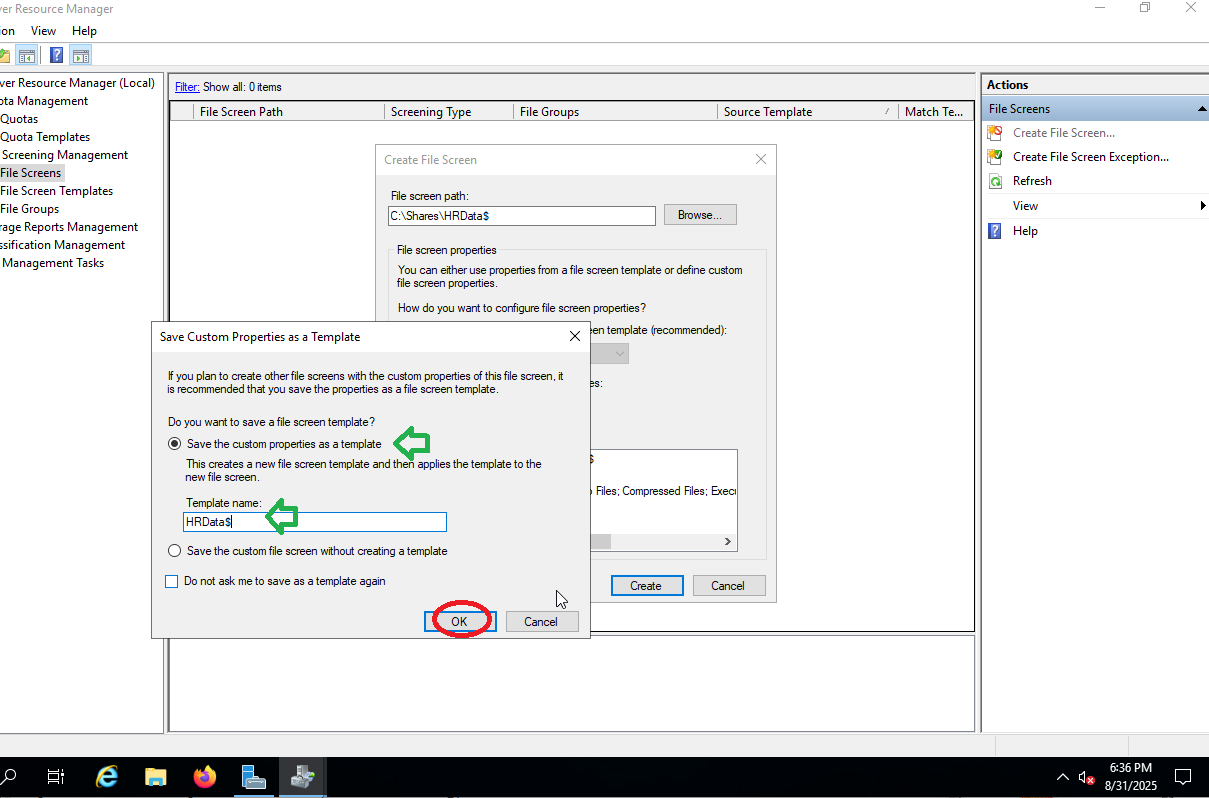 ver Resource Manager
ion View Help
ver Resource Manager (Local)
ota Management
Quotas
Quota Templates
Screening Management
File Screens
File Screen Templates
File Groups
rage Reports Management
ssification Management
Management Tasks
Filter: Show all: 0 items
File Screen Path Screening Type File Groups Source Template Match Te...
Create File Screen
File screen path:
C:\Shares\HRData$
Browse...
File screen properties
You can either use properties from a file screen template or define custom
file screen properties.
How do you want to configure file screen properties?
en template (recommended):
es:
$
p Files; Compressed Files; Execu
Create Cancel
Save Custom Properties as a Template
If you plan to create other file screens with the custom properties of this file screen, it
is recommended that you save the properties as a file screen template.
Do you want to save a file screen template?
Save the custom properties as a template
This creates a new file screen template and then applies the template to the
new file screen.
Template name:
HRData$
Save the custom file screen without creating a template
Do not ask me to save as a template again
OK Cancel
Actions
File Screens
Create File Screen...
Create File Screen Exception...
Refresh
View
Help
6:36 PM
8/31/2025